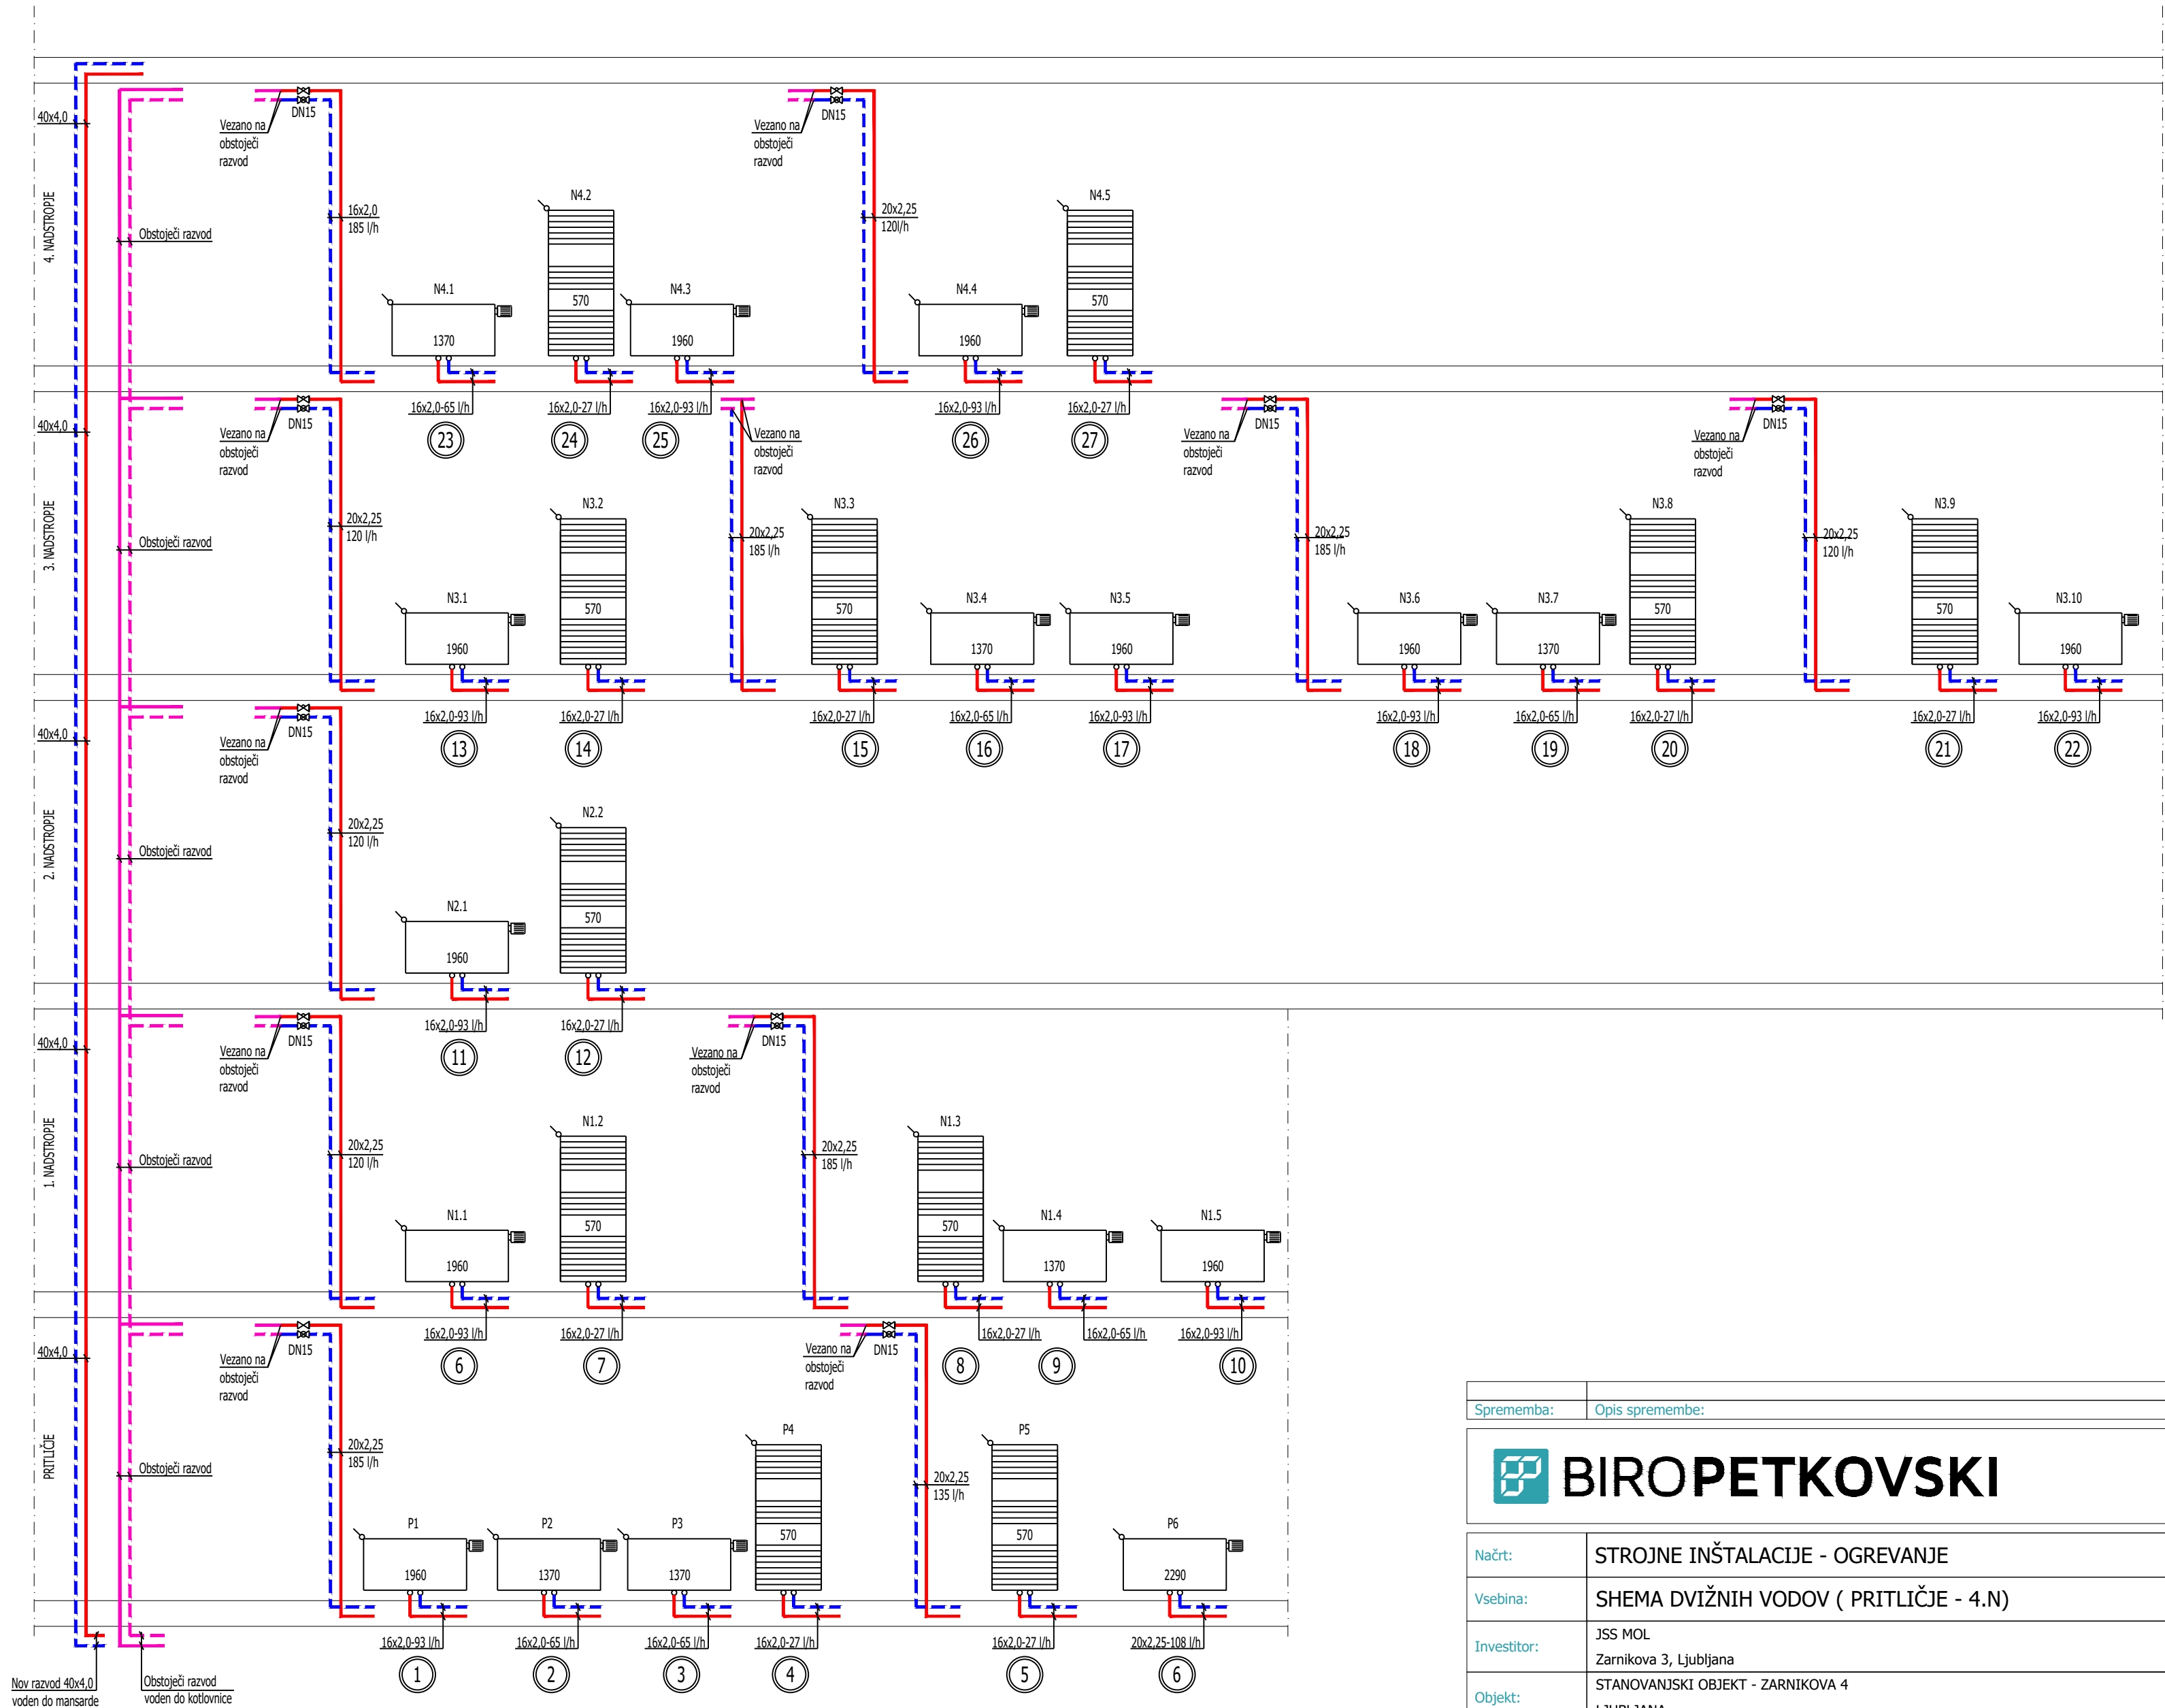 40x4,0
4. NADSTROPJE
Obstoječi razvod
Vezano na
obstoječi
razvod
DN15
16x2,0
185 l/h
N4.1
1370
N4.2
570
N4.3
1960
Vezano na
obstoječi
razvod
DN15
20x2,25
120l/h
N4.4
1960
N4.5
570
16x2,0-65 l/h
16x2,0-27 l/h
16x2,0-93 l/h
16x2,0-93 l/h
16x2,0-27 l/h
23
24
25
26
27
40x4,0
3. NADSTROPJE
Obstoječi razvod
Vezano na
obstoječi
razvod
DN15
20x2,25
120 l/h
N3.1
1960
N3.2
570
Vezano na
obstoječi
razvod
20x2,25
185 l/h
N3.3
570
N3.4
1370
N3.5
1960
Vezano na
obstoječi
razvod
DN15
20x2,25
185 l/h
N3.6
1960
N3.7
1370
N3.8
570
Vezano na
obstoječi
razvod
DN15
20x2,25
120 l/h
N3.9
570
N3.10
1960
16x2,0-93 l/h
16x2,0-27 l/h
16x2,0-27 l/h
16x2,0-65 l/h
16x2,0-93 l/h
16x2,0-93 l/h
16x2,0-65 l/h
16x2,0-27 l/h
16x2,0-27 l/h
16x2,0-93 l/h
13
14
15
16
17
18
19
20
21
22
40x4,0
2. NADSTROPJE
Obstoječi razvod
Vezano na
obstoječi
razvod
DN15
20x2,25
120 l/h
N2.1
1960
N2.2
570
16x2,0-93 l/h
16x2,0-27 l/h
11
12
40x4,0
1. NADSTROPJE
Obstoječi razvod
Vezano na
obstoječi
razvod
DN15
20x2,25
120 l/h
N1.1
1960
N1.2
570
Vezano na
obstoječi
razvod
DN15
20x2,25
185 l/h
N1.3
570
N1.4
1370
N1.5
1960
16x2,0-93 l/h
16x2,0-27 l/h
16x2,0-27 l/h
16x2,0-65 l/h
16x2,0-93 l/h
6
7
8
9
10
40x4,0
PRITLIČJE
Obstoječi razvod
Vezano na
obstoječi
razvod
DN15
20x2,25
185 l/h
P1
1960
P2
1370
P3
1370
P4
570
Vezano na
obstoječi
razvod
DN15
20x2,25
135 l/h
P5
570
P6
2290
16x2,0-93 l/h
16x2,0-65 l/h
16x2,0-65 l/h
16x2,0-27 l/h
16x2,0-27 l/h
20x2,25-108 l/h
1
2
3
4
5
6
Nov razvod 40x4,0
voden do mansarde
Obstoječi razvod
voden do kotlovnice
Sprememba: Opis spremembe:
BIROPETKOVSKI
Načrt: STROJNE INŠTALACIJE - OGREVANJE
Vsebina: SHEMA DVIŽNIH VODOV ( PRITLIČJE - 4.N)
Investitor: JSS MOL
Zarnikova 3, Ljubljana
Objekt: STANOVANJSKI OBJEKT - ZARNIKOVA 4